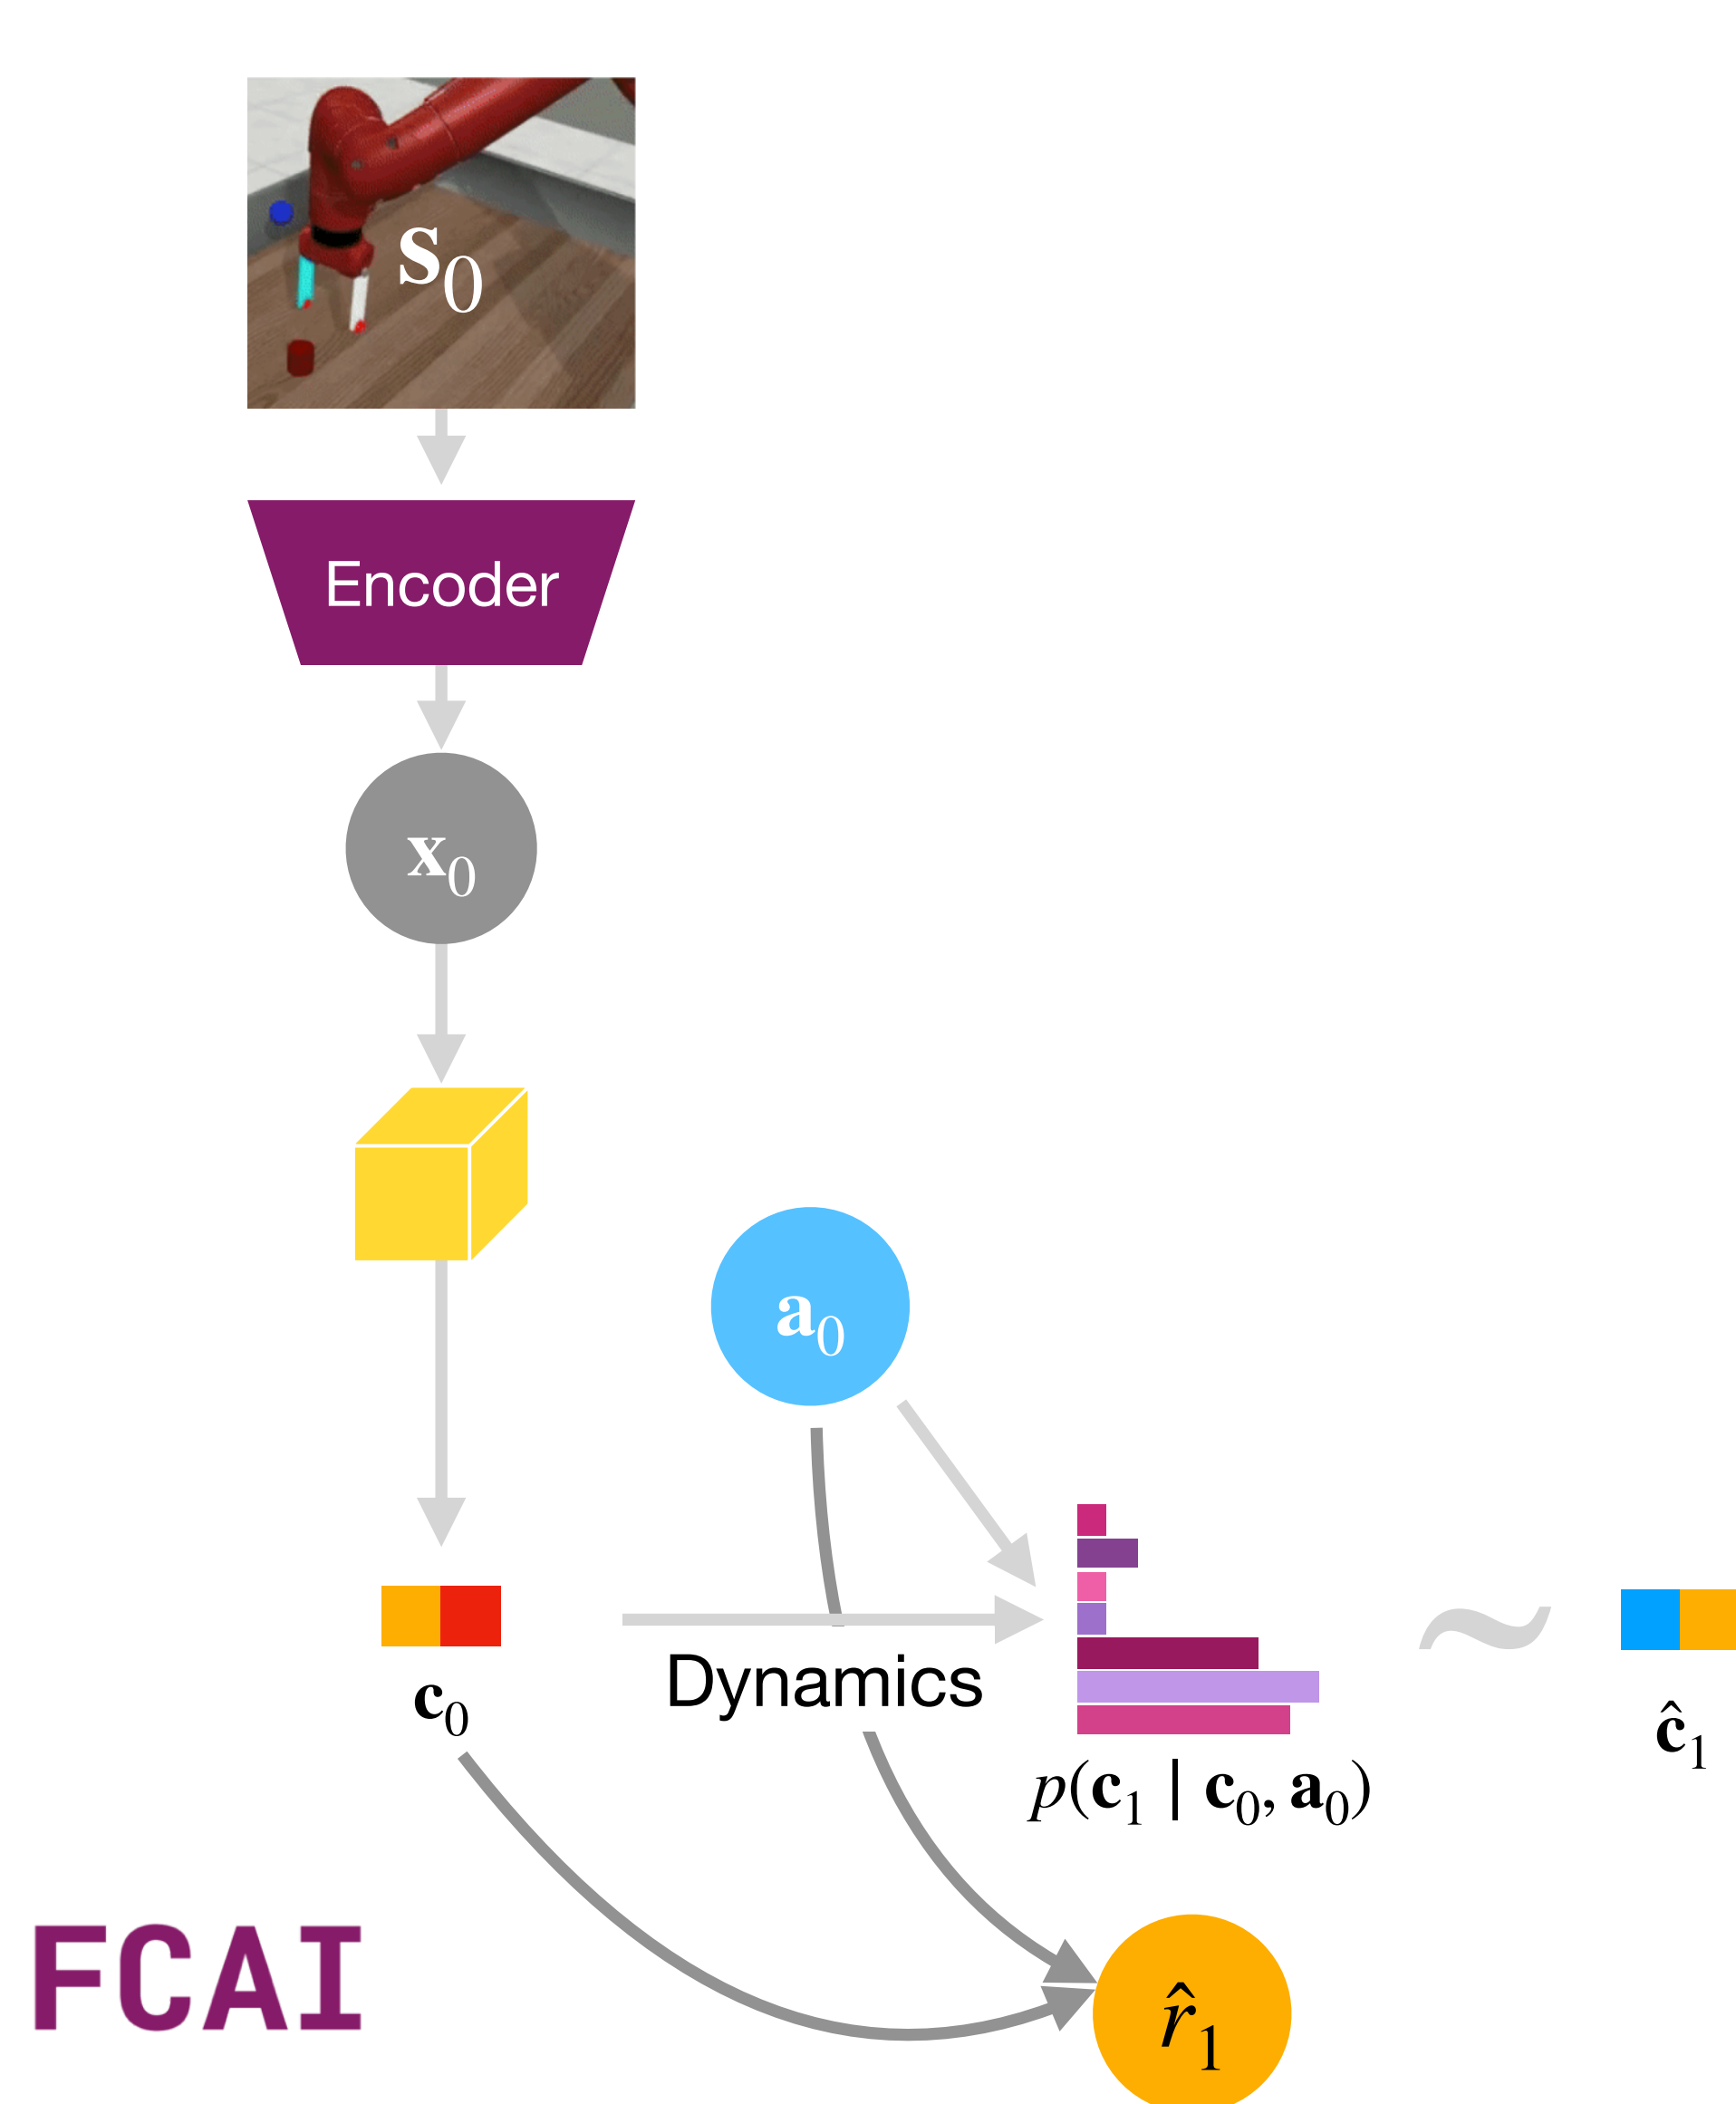 s₀
Encoder
x₀
a₀
Dynamics
c₀
p(c₁ | c₀, a₀)
ĉ₁
FCAI
r̂₁